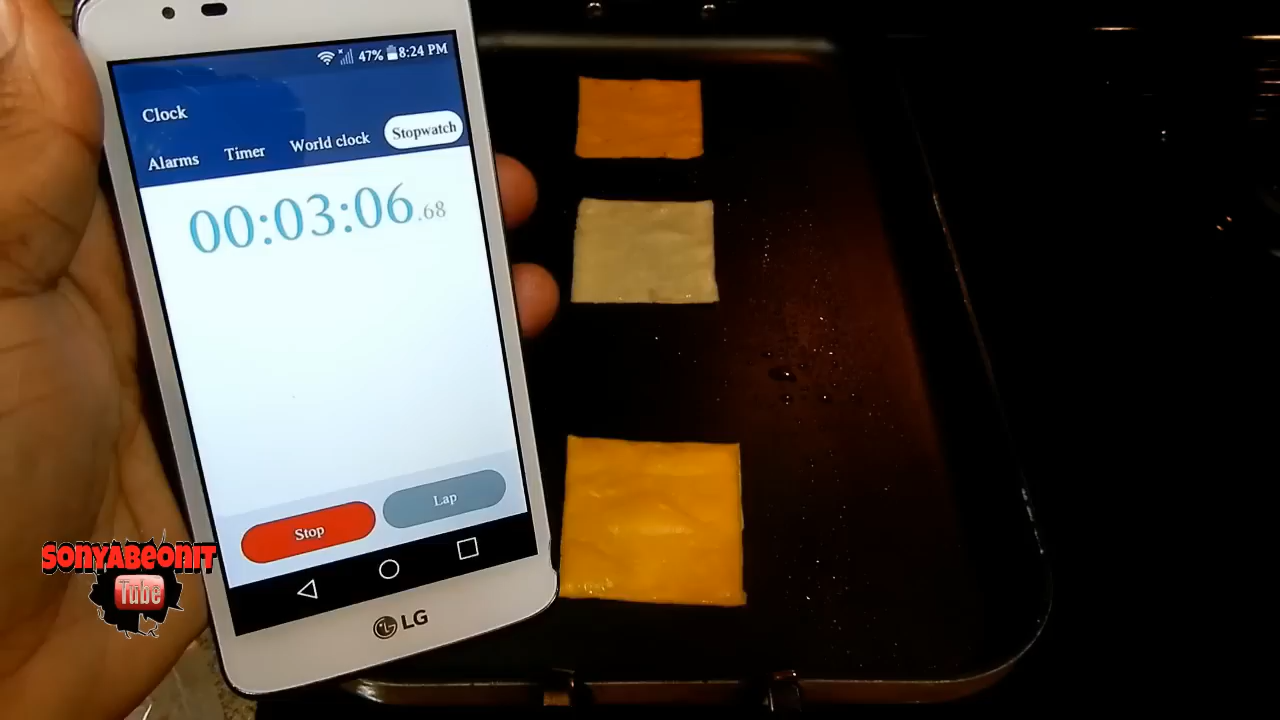 47% 8:24 PM
Clock
Alarms Timer World clock Stopwatch
00:03:06.68
Stop Lap
LG
SONYABEONIT
Tube